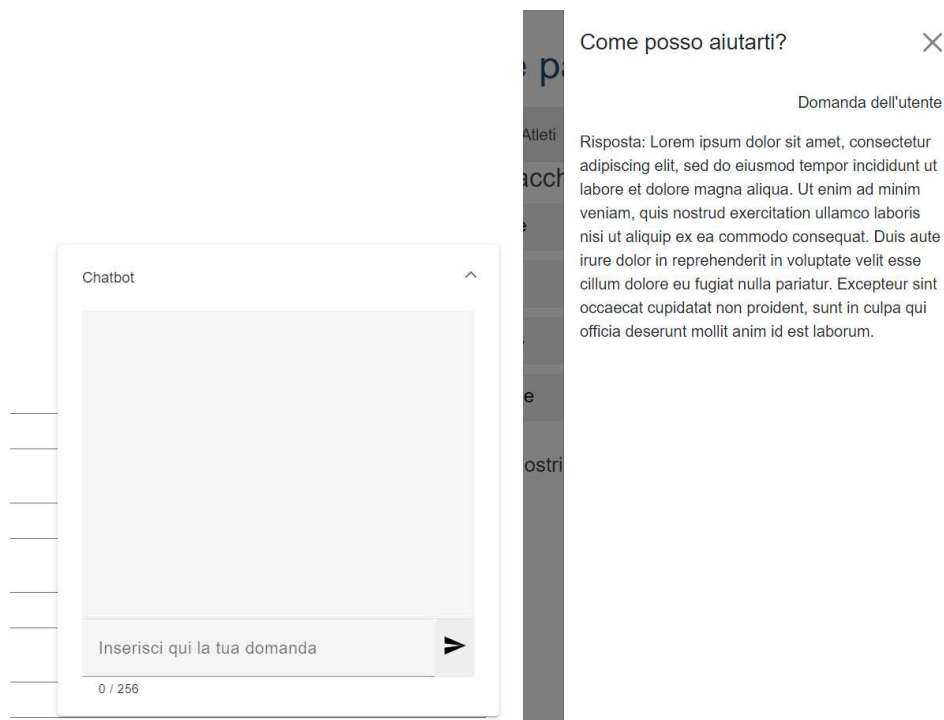 Chatbot
Inserisci qui la tua domanda
0 / 256
e pa
Atleti
acch
e
e
ostri
Come posso aiutarti?
Domanda dell'utente
Risposta: Lorem ipsum dolor sit amet, consectetur
adipiscing elit, sed do eiusmod tempor incididunt ut
labore et dolore magna aliqua. Ut enim ad minim
veniam, quis nostrud exercitation ullamco laboris
nisi ut aliquip ex ea commodo consequat. Duis aute
irure dolor in reprehenderit in voluptate velit esse
cillum dolore eu fugiat nulla pariatur. Excepteur sint
occaecat cupidatat non proident, sunt in culpa qui
officia deserunt mollit anim id est laborum.